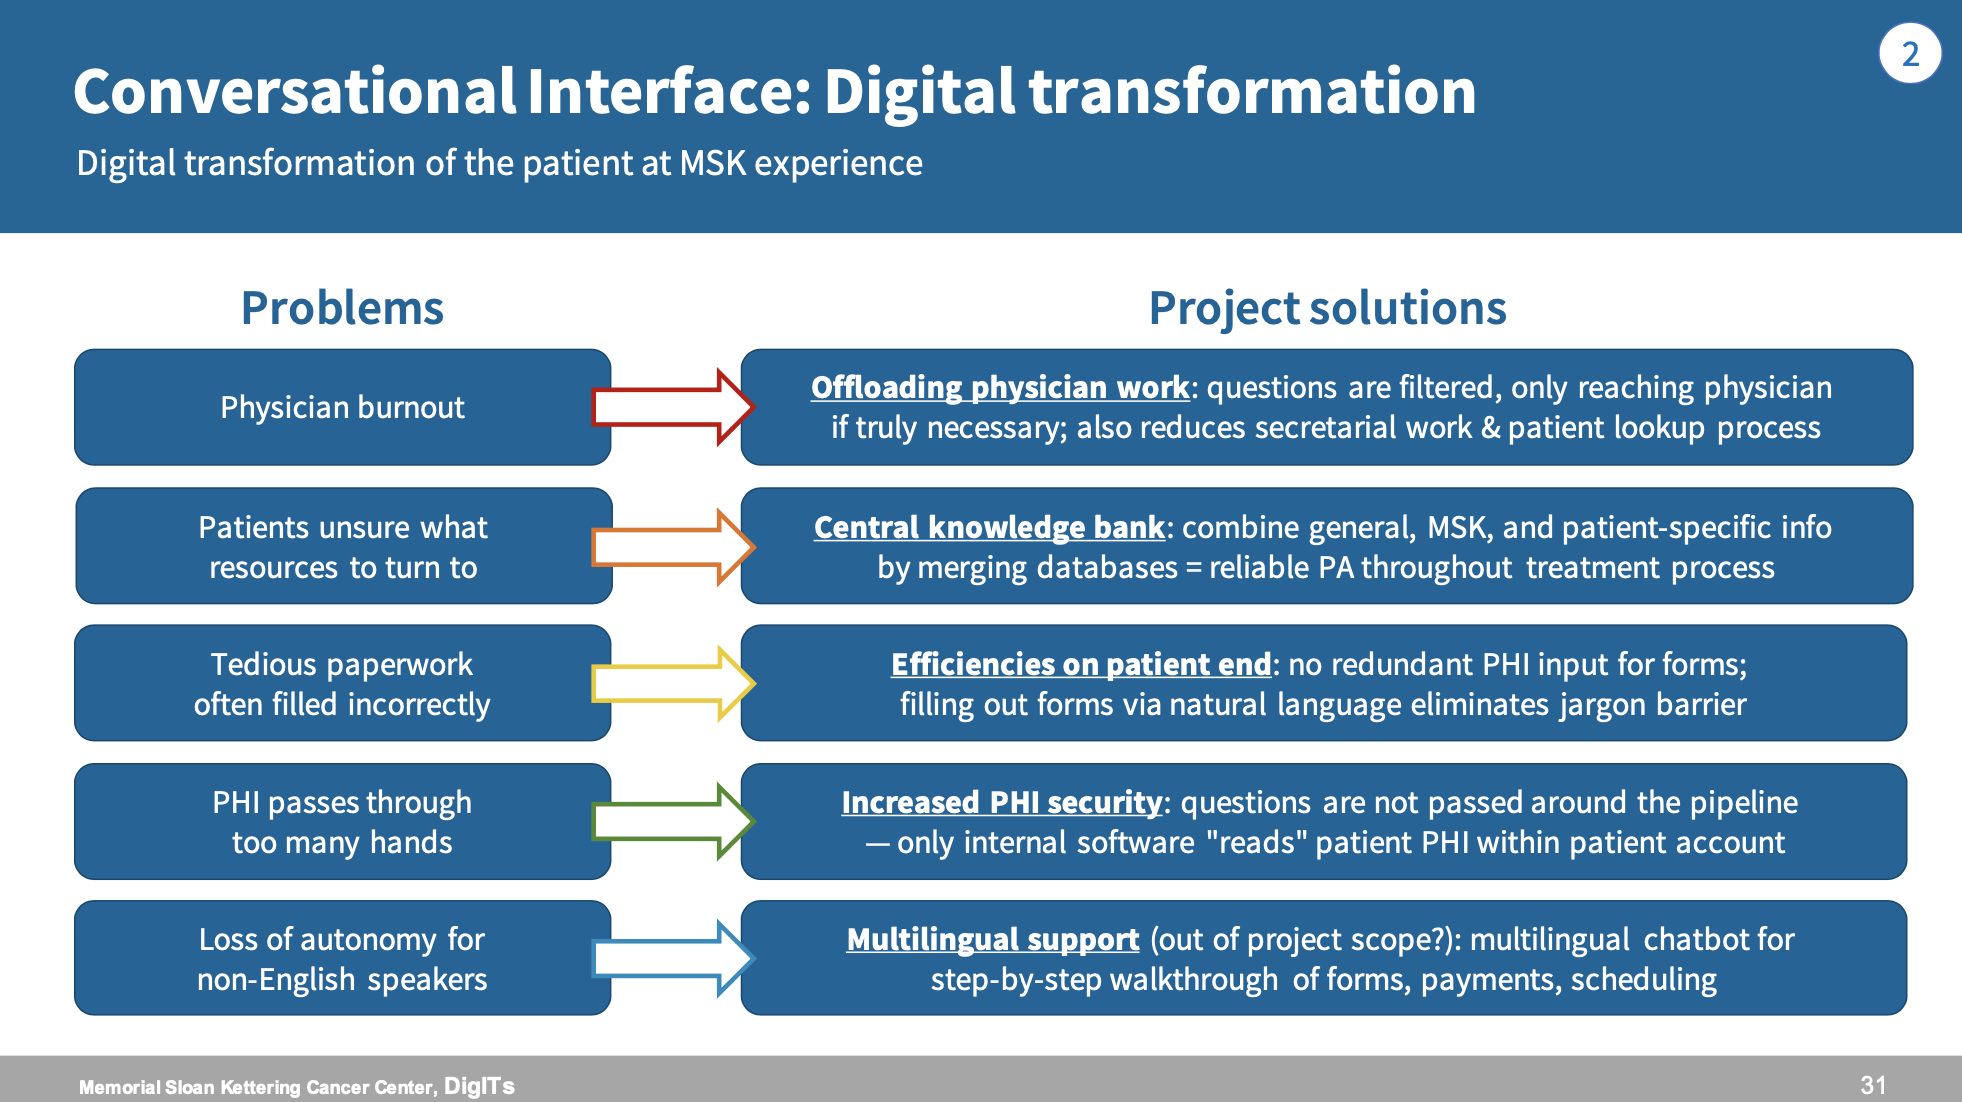 2
Conversational Interface: Digital transformation
Digital transformation of the patient at MSK experience
Problems
Project solutions
Physician burnout
Offloading physician work: questions are filtered, only reaching physician
if truly necessary; also reduces secretarial work & patient lookup process
Patients unsure what
resources to turn to
Central knowledge bank: combine general, MSK, and patient-specific info
by merging databases = reliable PA throughout treatment process
Tedious paperwork
often filled incorrectly
Efficiencies on patient end: no redundant PHI input for forms;
filling out forms via natural language eliminates jargon barrier
PHI passes through
too many hands
Increased PHI security: questions are not passed around the pipeline
— only internal software "reads" patient PHI within patient account
Loss of autonomy for
non-English speakers
Multilingual support (out of project scope?): multilingual chatbot for
step-by-step walkthrough of forms, payments, scheduling
Memorial Sloan Kettering Cancer Center, DigITs
31